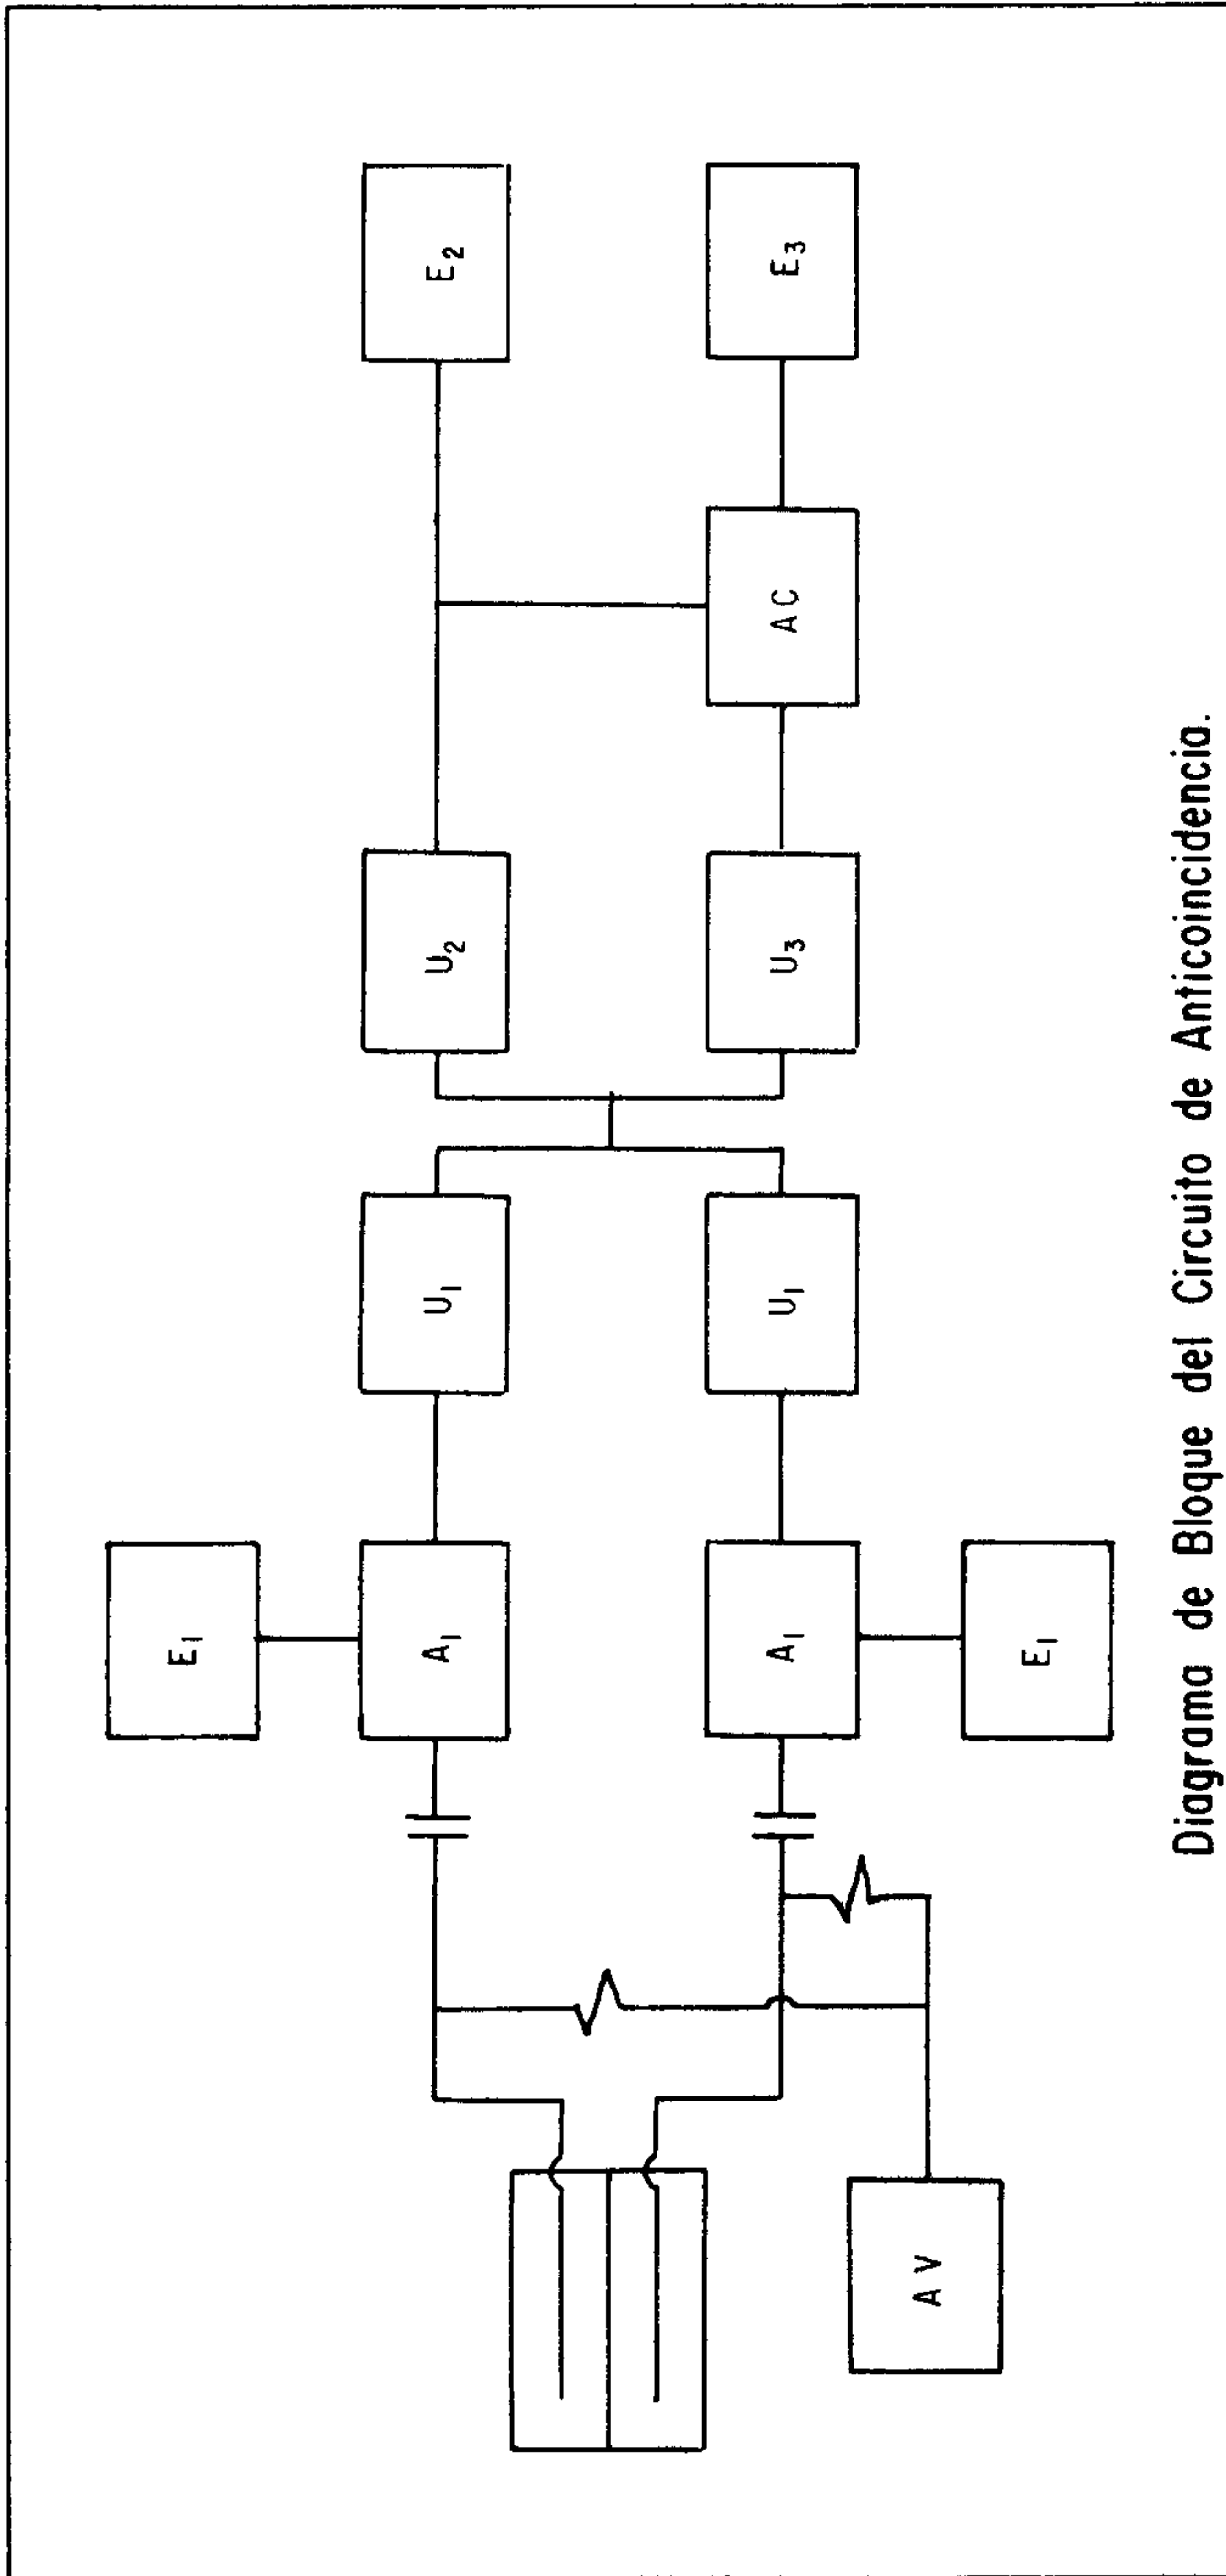 E₁
A₁
U₁
U₂
E₂
A₁
U₁
U₃
AC
E₃
E₁
AV
Diagrama de Bloque del Circuito de Anticoincidencia.